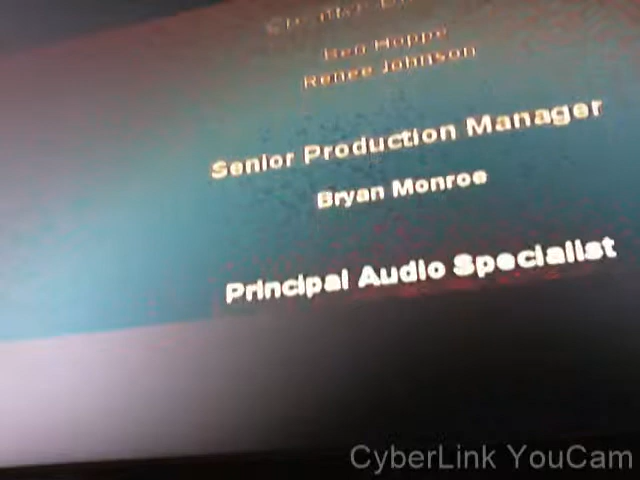 Ben Hoppe
Renee Johnson
Senior Production Manager
Bryan Monroe
Principal Audio Specialist
CyberLink YouCam